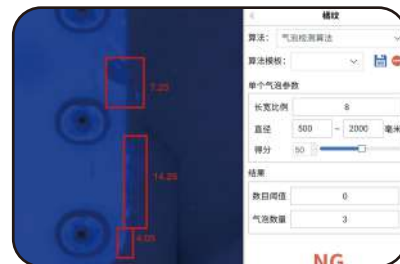 橘纹
算法： 气泡检测算法
算法模板：
单个气泡参数
长宽比例 8
直径 500 ~ 2000 毫米
得分 50
结果
数目阈值 0
气泡数量 3
NG
7.25
14.25
4.05